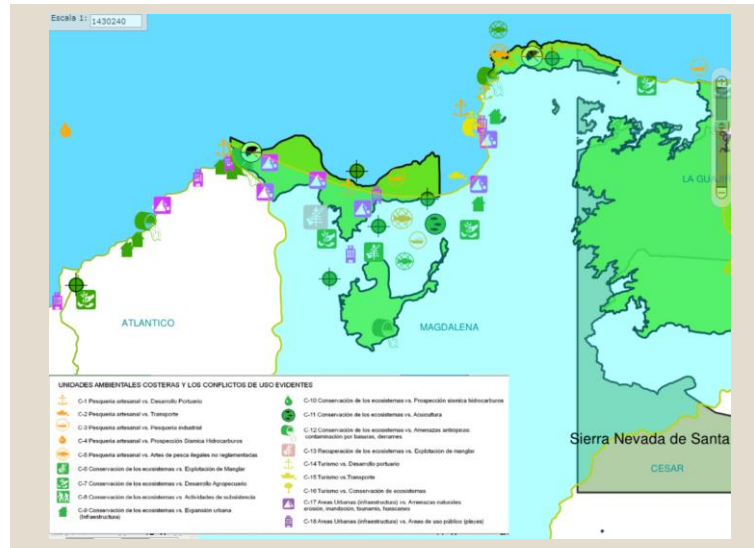 Escala 1: 1430240
LA GUAJI
ATLANTICO
MAGDALENA
Sierra Nevada de Santa
CESAR
UNIDADES AMBIENTALES COSTERAS Y LOS CONFLICTOS DE USO EVIDENTES
C-1 Pesquería artesanal vs. Desarrollo Portuario
C-2 Pesquería artesanal vs. Transporte
C-3 Pesquería artesanal vs. Pesquería industrial
C-4 Pesquería artesanal vs. Prospección Sísmica Hidrocarburos
C-5 Pesquería artesanal vs. Artes de pesca ilegales no reglamentadas
C-6 Conservación de los ecosistemas vs. Explotación de Manglar
C-7 Conservación de los ecosistemas vs. Desarrollo Agropecuario
C-8 Conservación de los ecosistemas vs. Actividades de subsistencia
C-9 Conservación de los ecosistemas vs. Expansión urbana
(Infraestructura)
C-10 Conservación de los ecosistemas vs. Prospección sísmica hidrocarburos
C-11 Conservación de los ecosistemas vs. Acuicultura
C-12 Conservación de los ecosistemas vs. Amenazas antrópicas:
contaminación por basuras, derrames
C-13 Recuperación de los ecosistemas vs. Explotación de manglar
C-14 Turismo vs. Desarrollo portuario
C-15 Turismo vs.Transporte
C-16 Turismo vs. Conservación de ecosistemas
C-17 Areas Urbanas (infraestructura) vs. Amenazas naturales:
erosión, inundación, tsunamis, huracanes
C-18 Areas Urbanas (infraestructura) vs. Areas de uso público (playas)